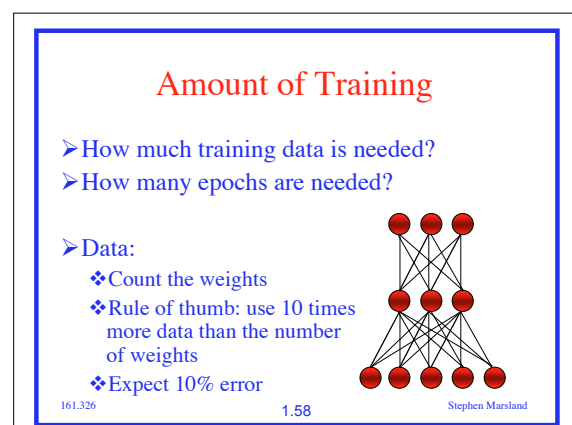 Amount of Training
➢How much training data is needed?
➢How many epochs are needed?
➢Data:
❖Count the weights
❖Rule of thumb: use 10 times
more data than the number
of weights
❖Expect 10% error
161.326
1.58
Stephen Marsland